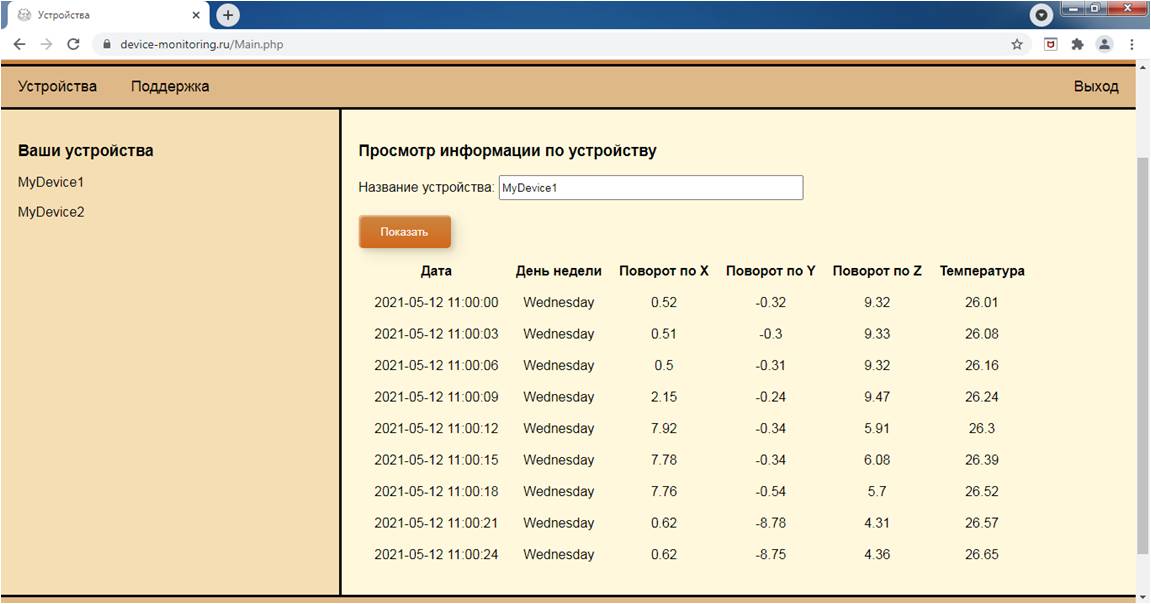 Устройства
device-monitoring.ru/Main.php
Устройства Поддержка Выход
Ваши устройства
MyDevice1
MyDevice2
Просмотр информации по устройству
Название устройства: MyDevice1
Показать
Дата День недели Поворот по X Поворот по Y Поворот по Z Температура
2021-05-12 11:00:00 Wednesday 0.52 -0.32 9.32 26.01
2021-05-12 11:00:03 Wednesday 0.51 -0.3 9.33 26.08
2021-05-12 11:00:06 Wednesday 0.5 -0.31 9.32 26.16
2021-05-12 11:00:09 Wednesday 2.15 -0.24 9.47 26.24
2021-05-12 11:00:12 Wednesday 7.92 -0.34 5.91 26.3
2021-05-12 11:00:15 Wednesday 7.78 -0.34 6.08 26.39
2021-05-12 11:00:18 Wednesday 7.76 -0.54 5.7 26.52
2021-05-12 11:00:21 Wednesday 0.62 -8.78 4.31 26.57
2021-05-12 11:00:24 Wednesday 0.62 -8.75 4.36 26.65